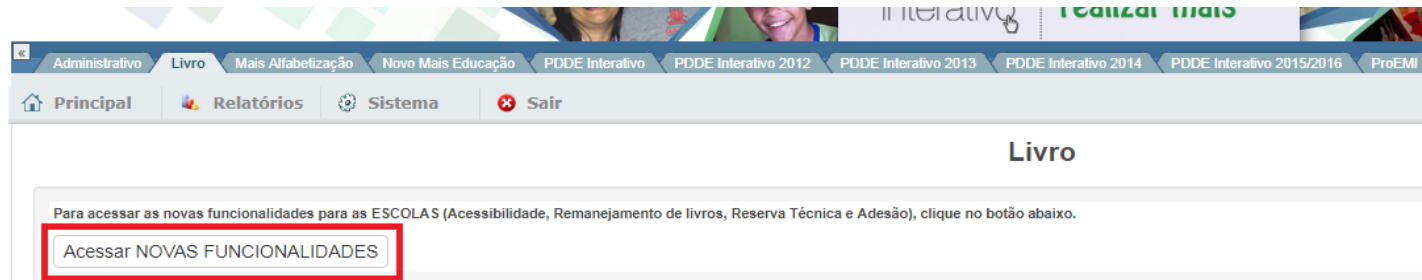 interativo realizar mais
«
Administrativo Livro Mais Alfabetização Novo Mais Educação PDDE Interativo PDDE Interativo 2012 PDDE Interativo 2013 PDDE Interativo 2014 PDDE Interativo 2015/2016 ProEMI
Principal Relatórios Sistema Sair
Livro
Para acessar as novas funcionalidades para as ESCOLAS (Acessibilidade, Remanejamento de livros, Reserva Técnica e Adesão), clique no botão abaixo.
Acessar NOVAS FUNCIONALIDADES